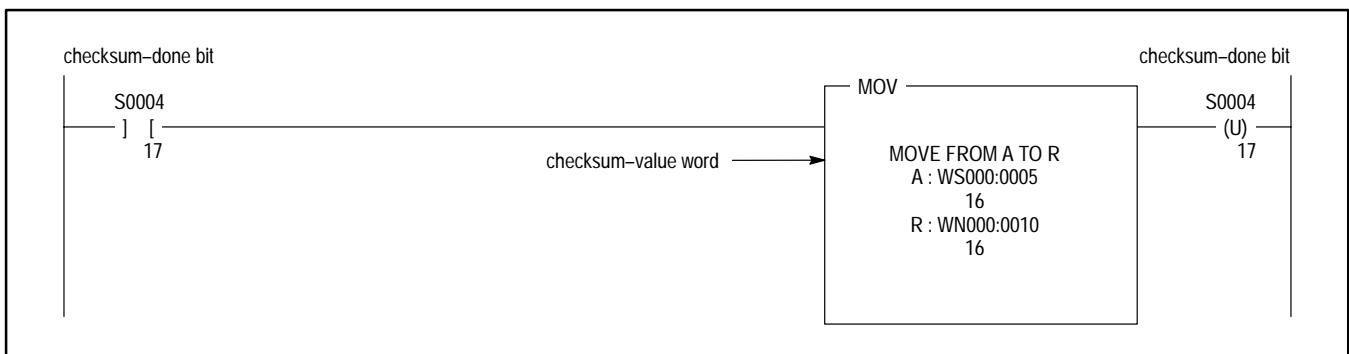 checksum–done bit
checksum–done bit
MOV
S0004
] [
17
S0004
(U)
17
checksum–value word
MOVE FROM A TO R
A : WS000:0005
16
R : WN000:0010
16